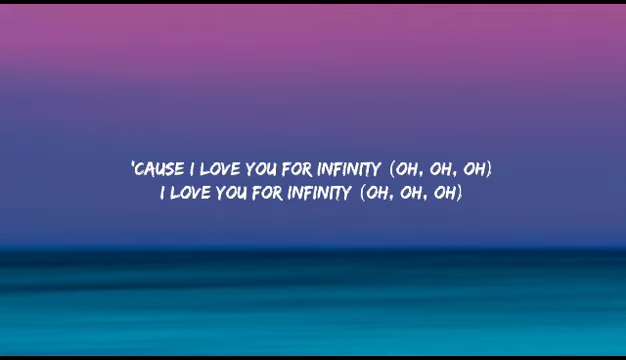 'CAUSE I LOVE YOU FOR INFINITY (OH, OH, OH)
I LOVE YOU FOR INFINITY (OH, OH, OH)